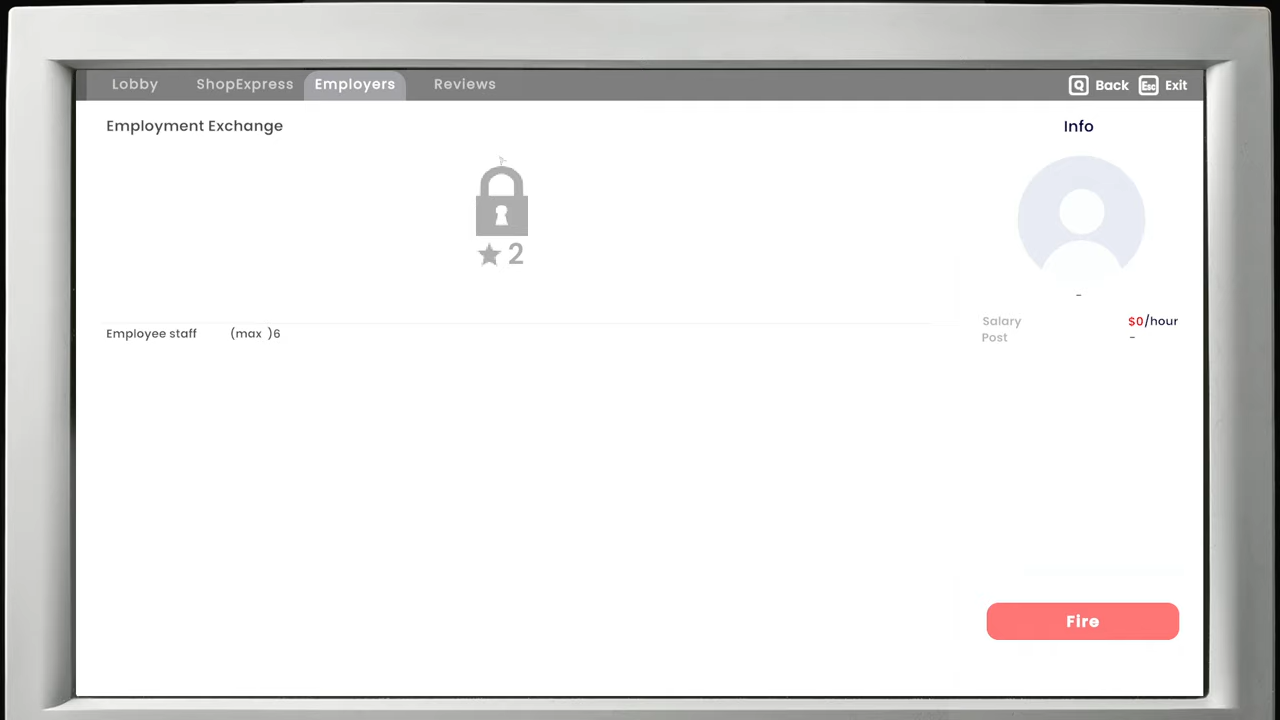 Lobby ShopExpress Employers Reviews Q Back Esc Exit
Employment Exchange
Info
2
-
Salary $0/hour
Post -
Employee staff (max )6
Fire